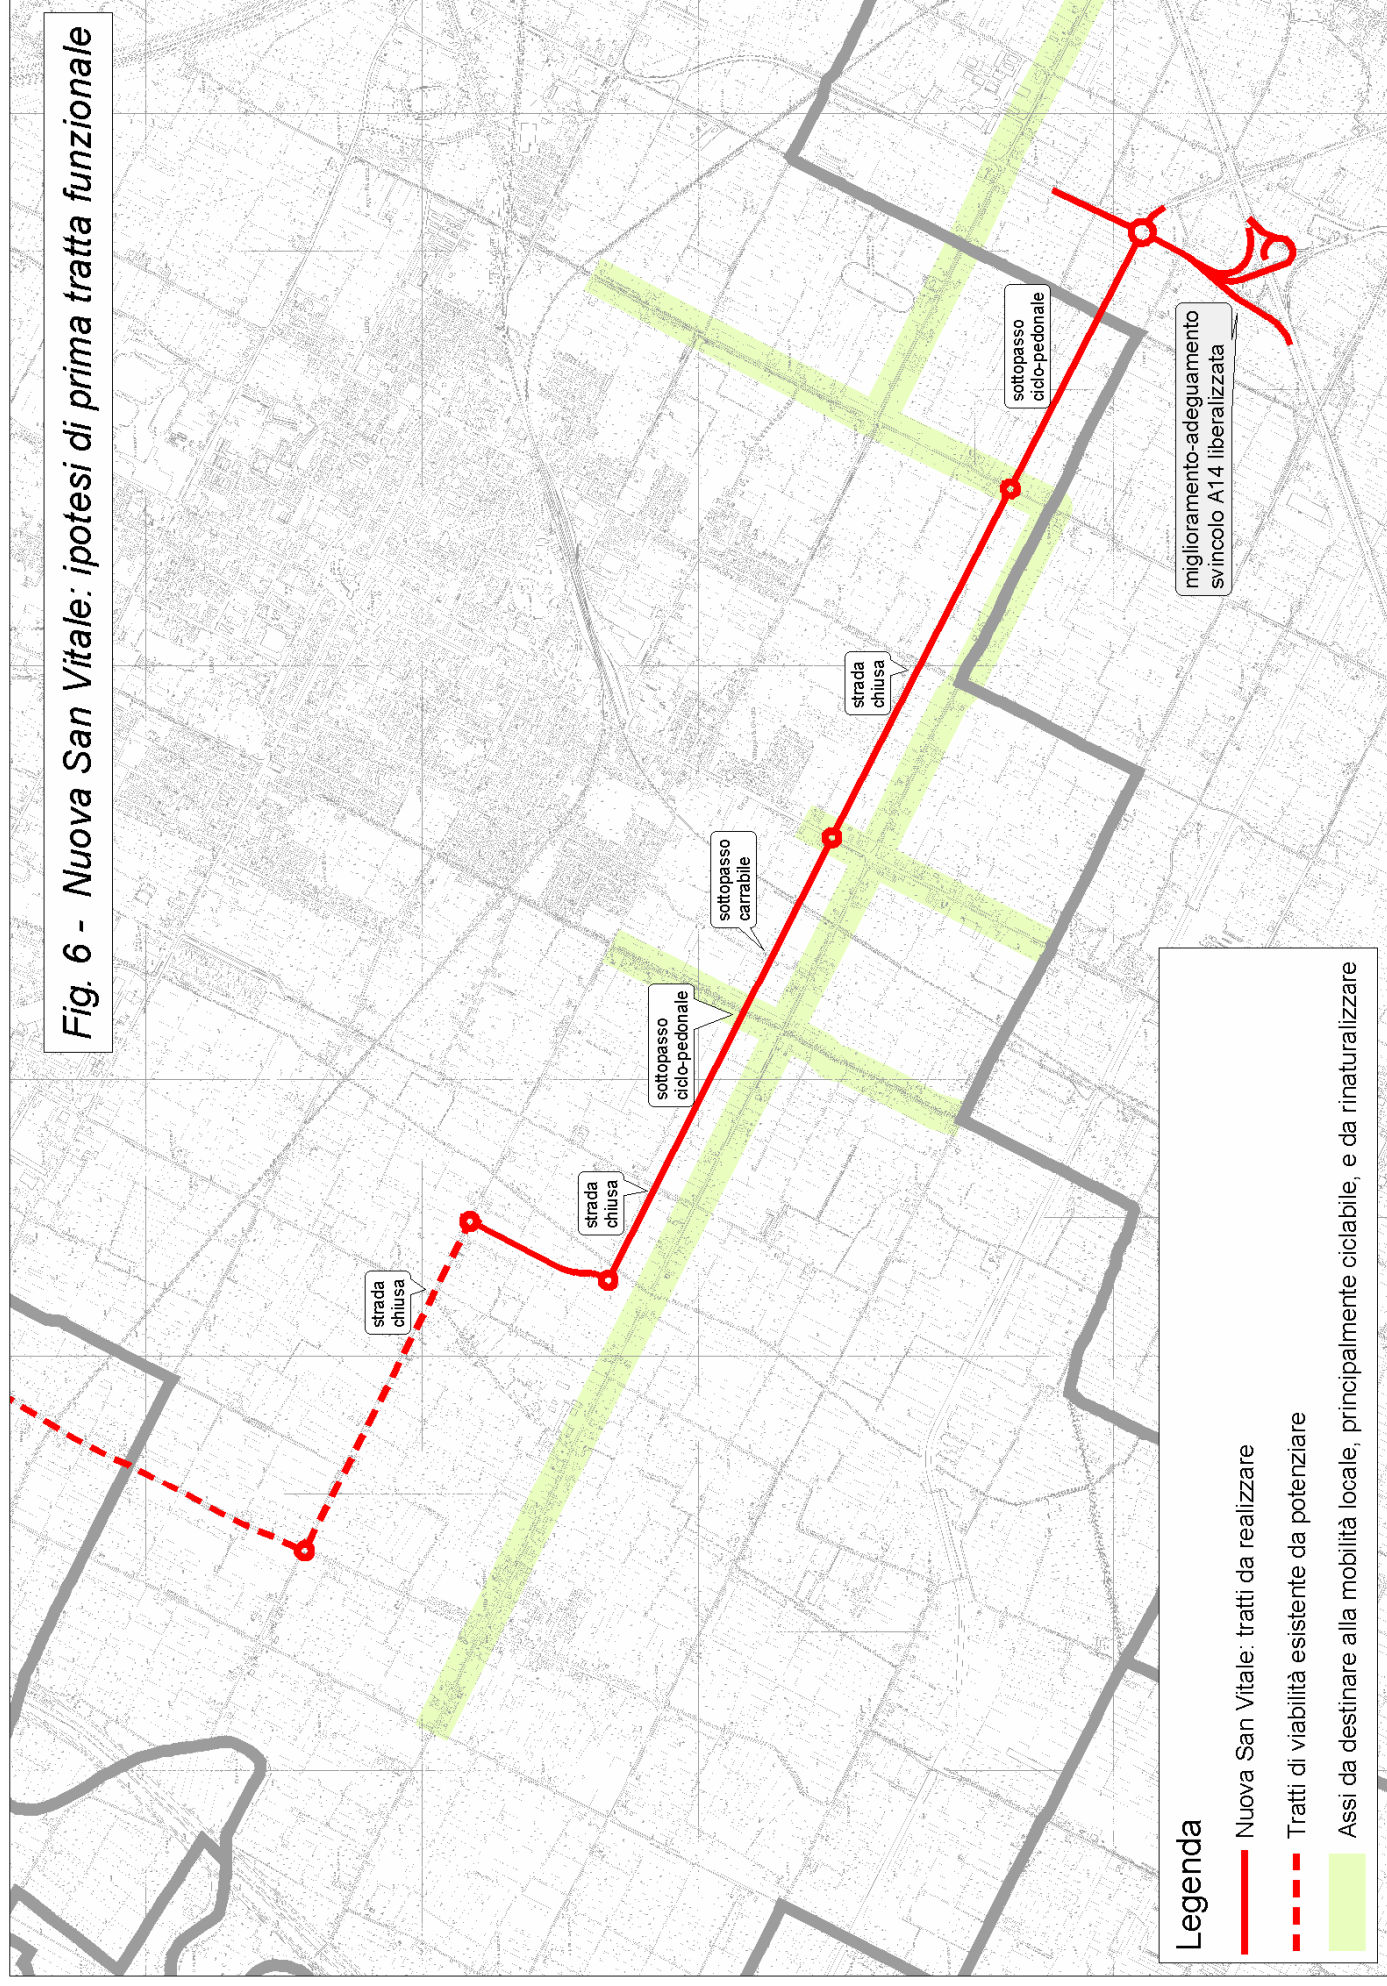 Fig. 6 - Nuova San Vitale: ipotesi di prima tratta funzionale
strada
chiusa
strada
chiusa
sottopasso
ciclo-pedonale
sottopasso
carrabile
strada
chiusa
sottopasso
ciclo-pedonale
miglioramento-adeguamento
svincolo A14 liberalizzata
Legenda
Nuova San Vitale: tratti da realizzare
Tratti di viabilità esistente da potenziare
Assi da destinare alla mobilità locale, principalmente ciclabile, e da rinaturalizzare